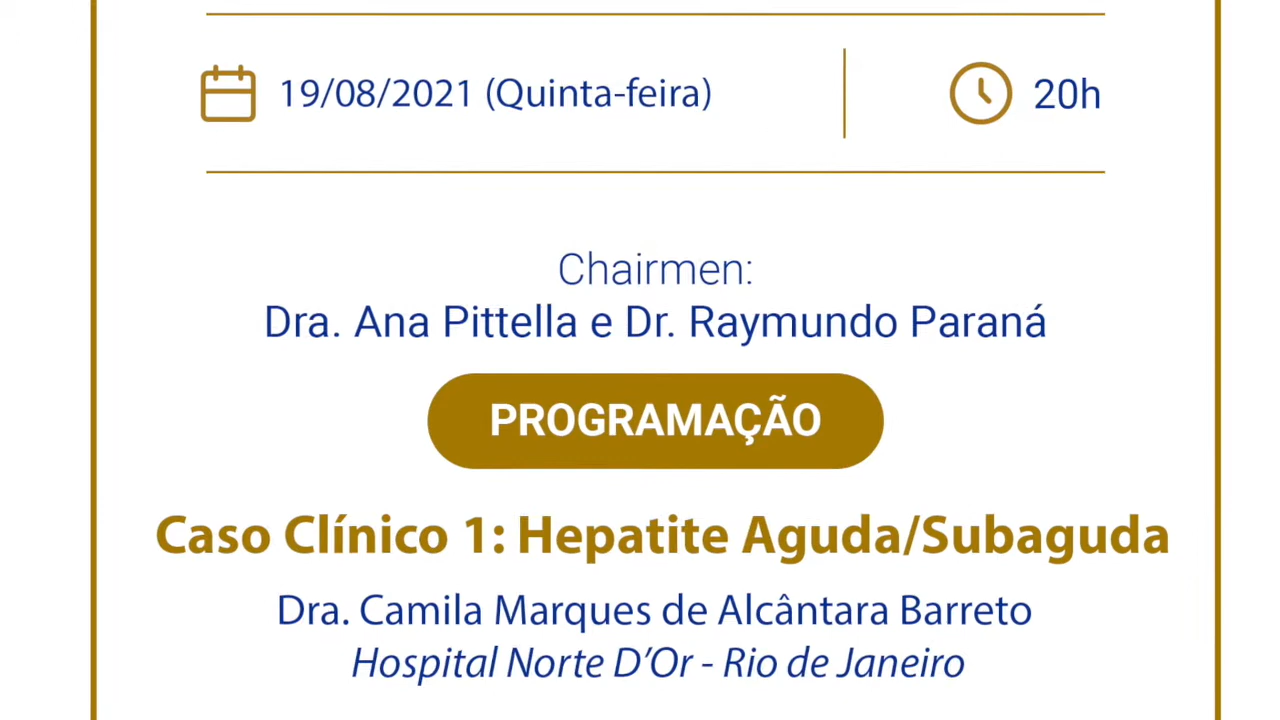 19/08/2021 (Quinta-feira)
20h
Chairmen:
Dra. Ana Pittella e Dr. Raymundo Paraná
PROGRAMAÇÃO
Caso Clínico 1: Hepatite Aguda/Subaguda
Dra. Camila Marques de Alcântara Barreto
Hospital Norte D’Or - Rio de Janeiro